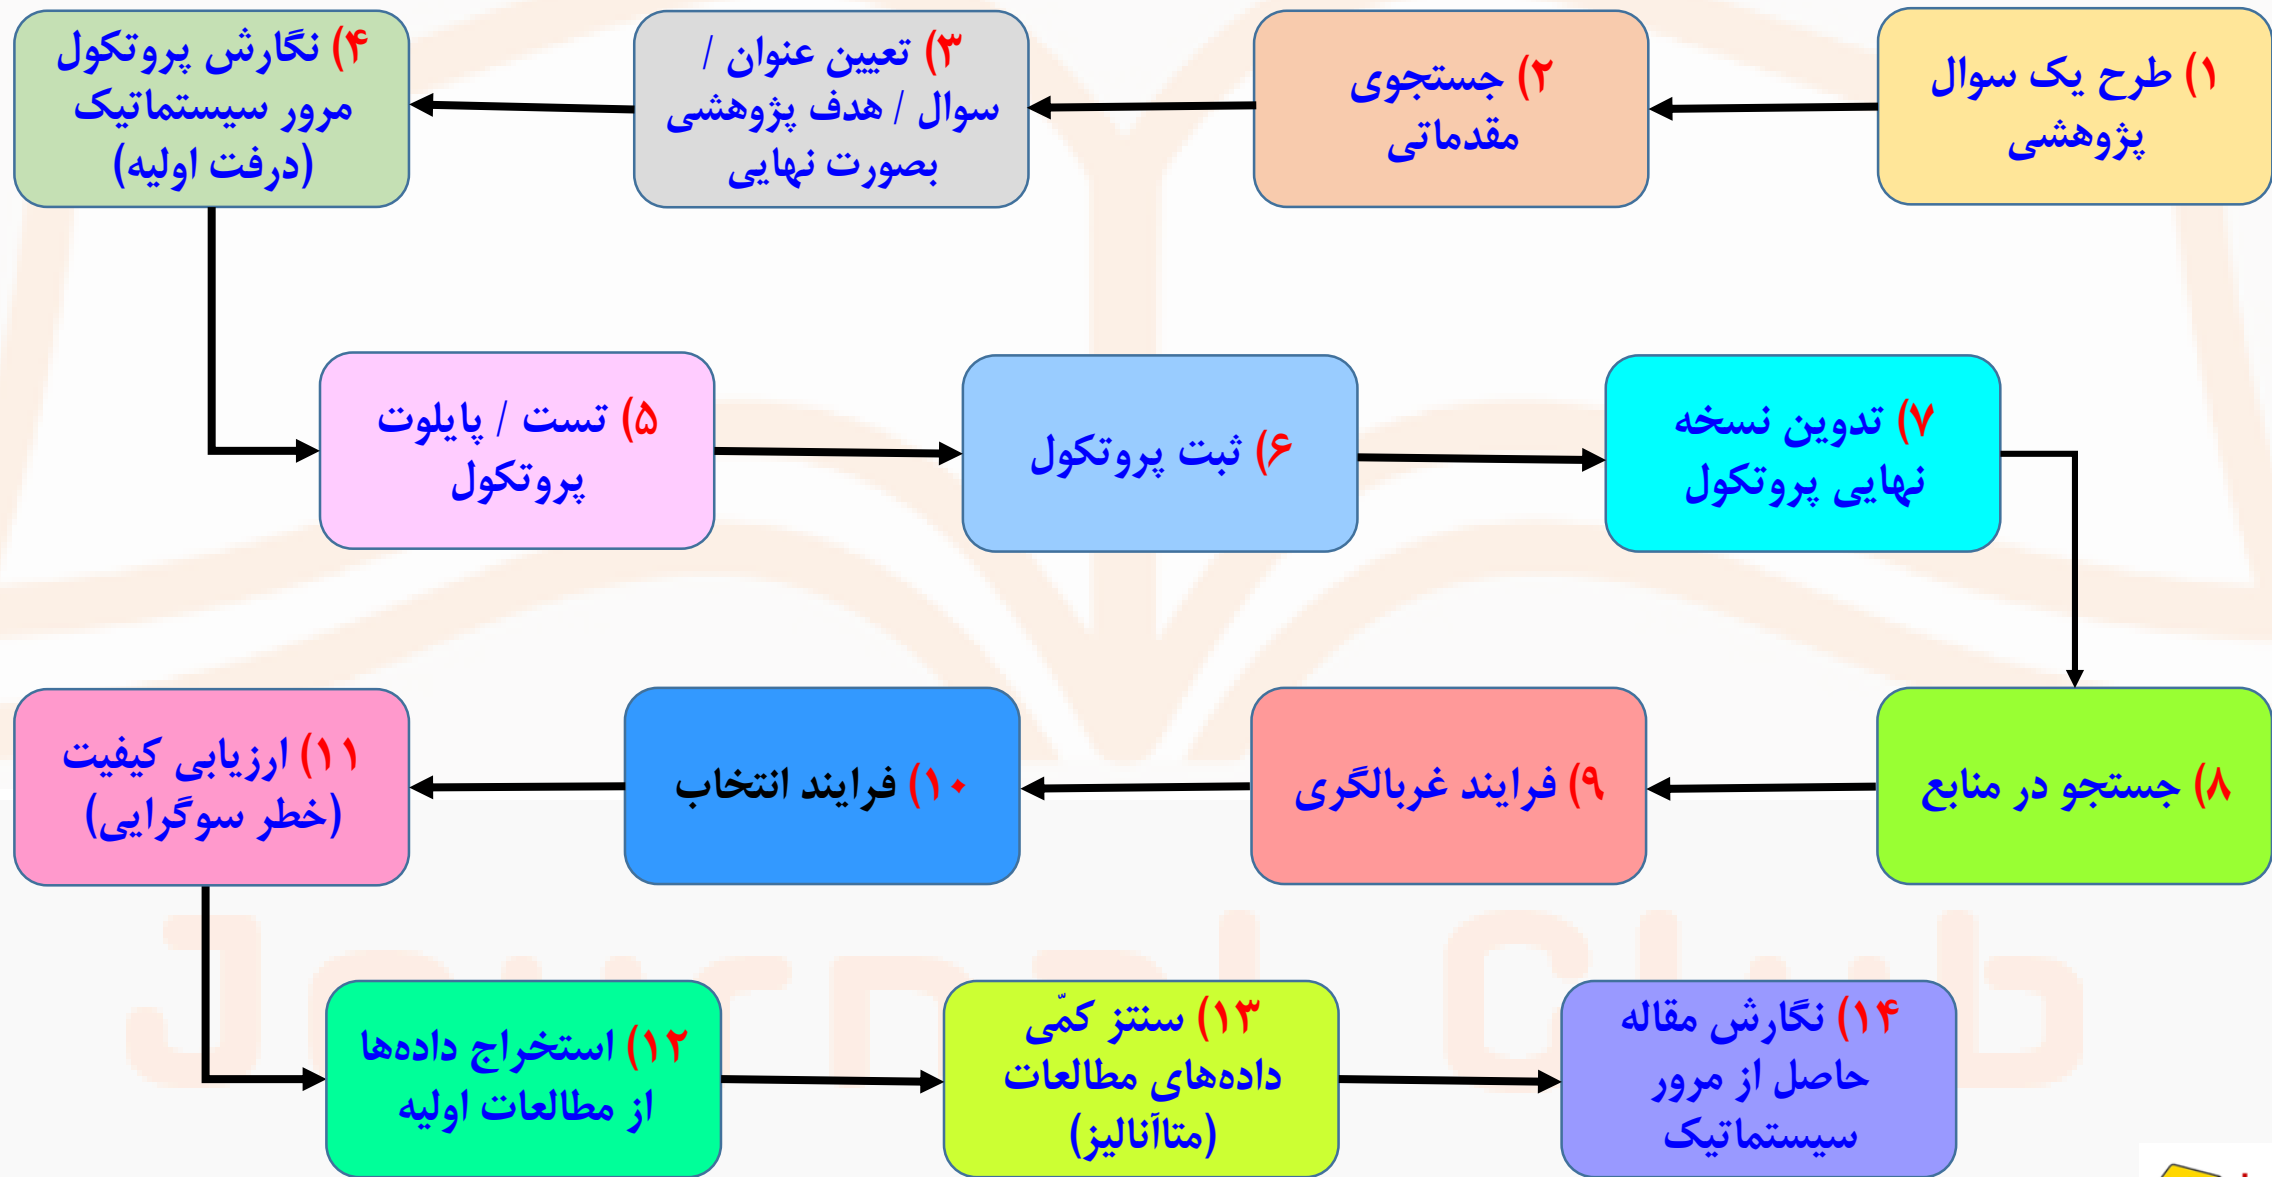 ۱) طرح یک سوال
پژوهشی
۲) جستجوی
مقدماتی
۳) تعیین عنوان /
سوال / هدف پژوهشی
بصورت نهایی
۴) نگارش پروتکول
مرور سیستماتیک
(درفت اولیه)
۵) تست / پایلوت
پروتکول
۶) ثبت پروتکول
۷) تدوین نسخه
نهایی پروتکول
۸) جستجو در منابع
۹) فرایند غربالگری
۱۰) فرایند انتخاب
۱۱) ارزیابی کیفیت
(خطر سوگرایی)
۱۲) استخراج داده‌ها
از مطالعات اولیه
۱۳) سنتز کمّی
داده‌های مطالعات
(متاآنالیز)
۱۴) نگارش مقاله
حاصل از مرور
سیستماتیک
Journal Club